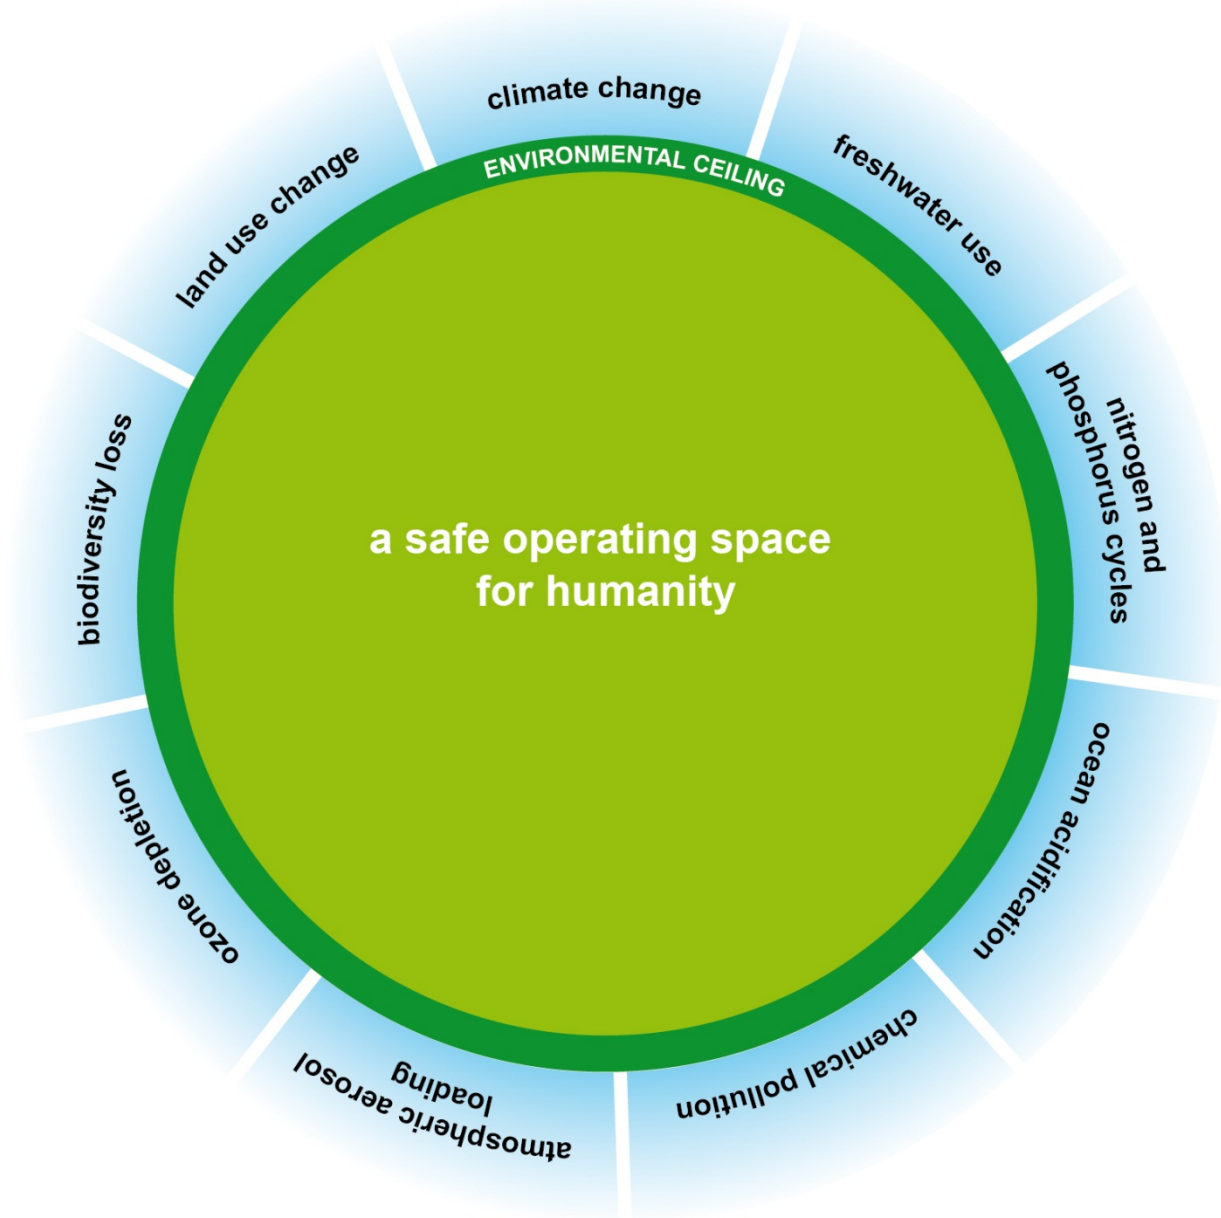 climate change
ENVIRONMENTAL CEILING
freshwater use
nitrogen and
phosphorus cycles
ocean acidification
chemical pollution
atmospheric aerosol
loading
ozone depletion
biodiversity loss
land use change
a safe operating space
for humanity